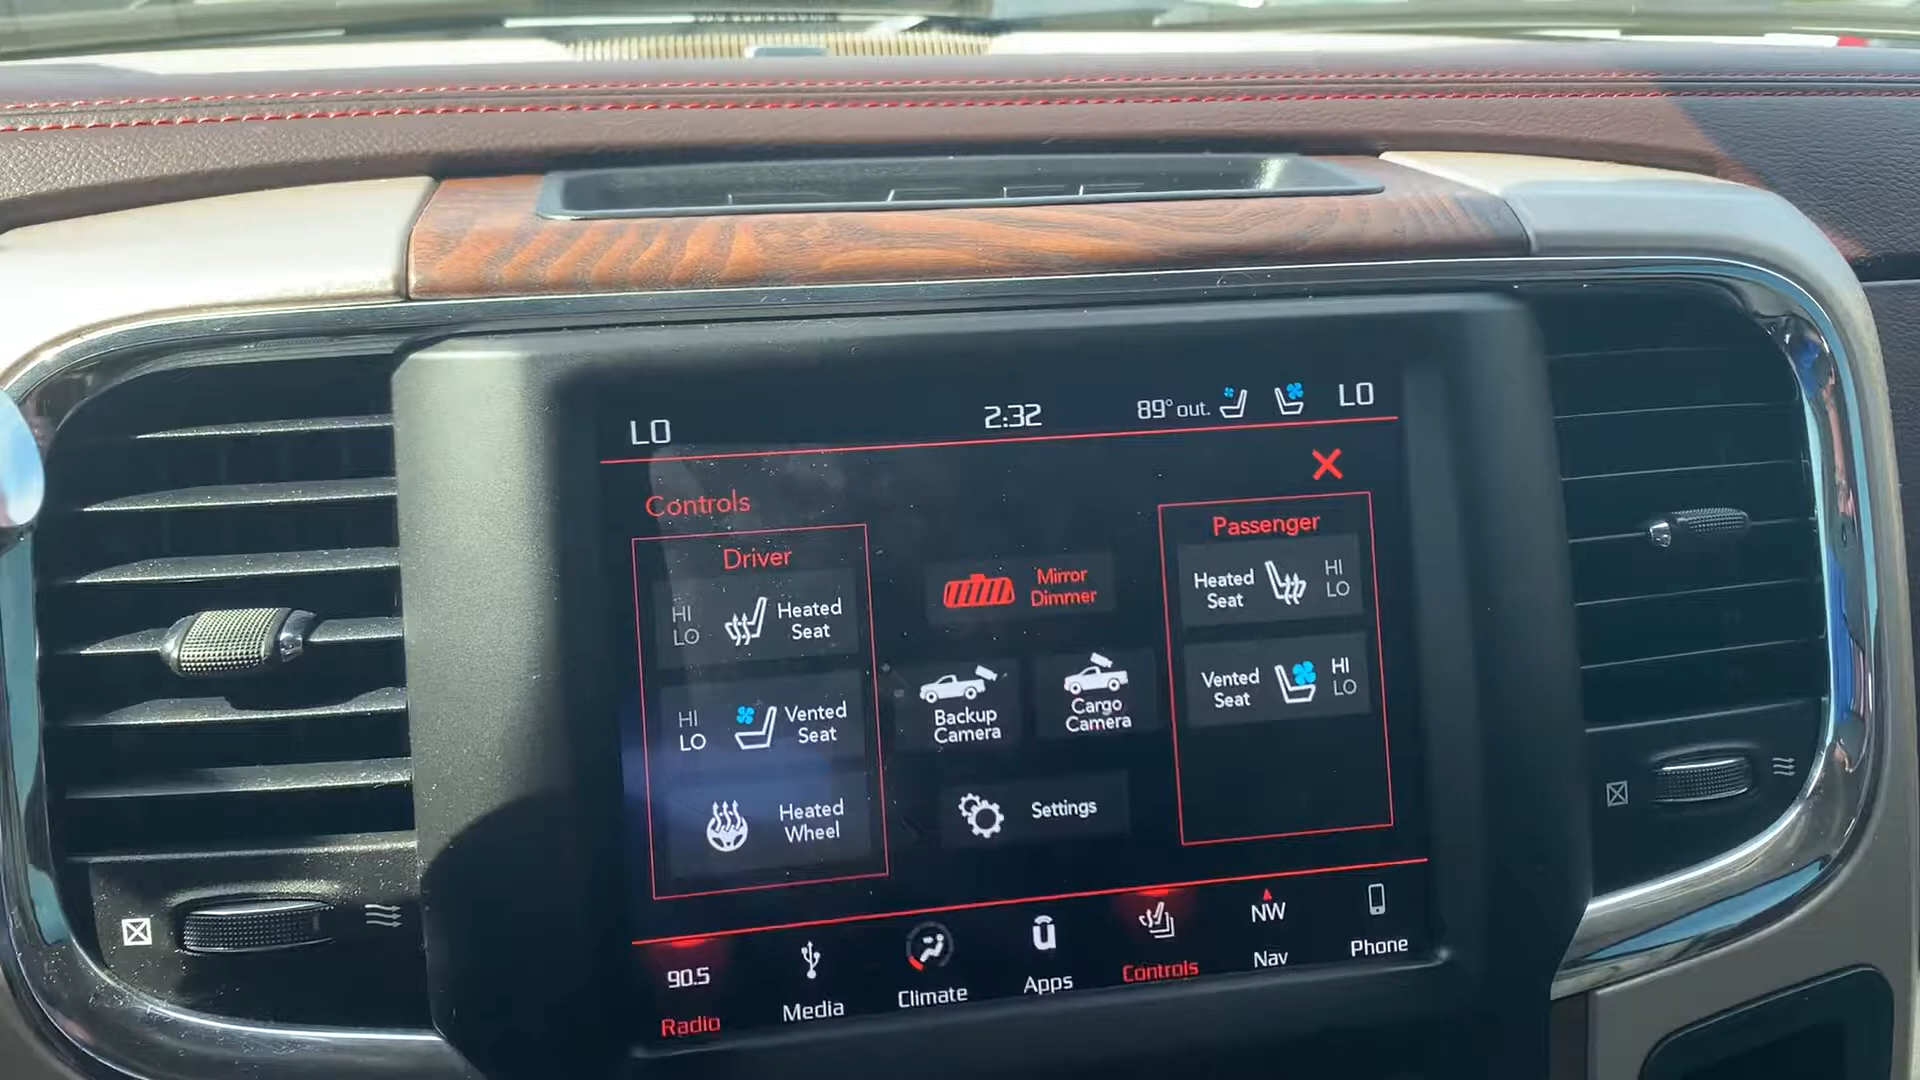 LO
2:32
89° out.
LO
Controls
Driver
HI
LO
Heated
Seat
HI
LO
Vented
Seat
Heated
Wheel
Mirror
Dimmer
Backup
Camera
Cargo
Camera
Settings
Passenger
Heated
Seat
HI
LO
Vented
Seat
HI
LO
90.5
Radio
Media
Climate
Apps
Controls
NW
Nav
Phone